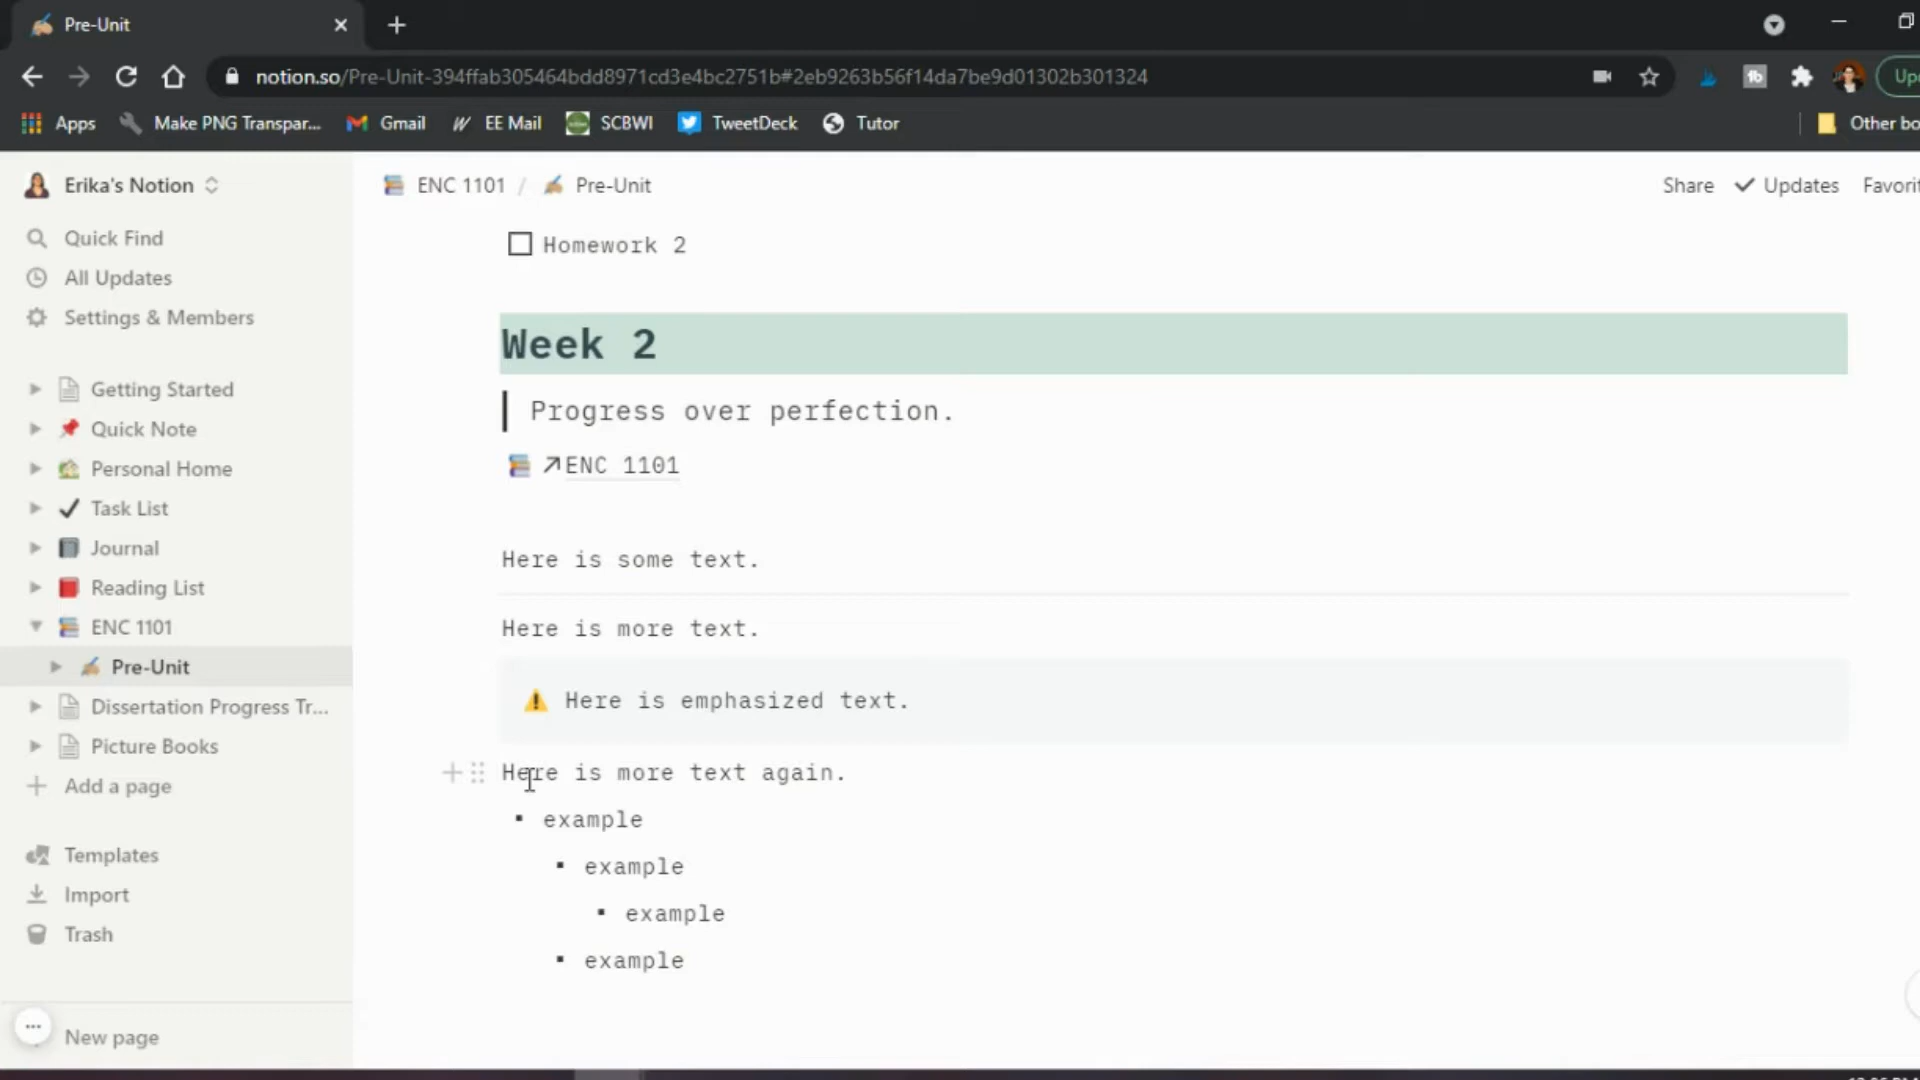 Pre-Unit
notion.so/Pre-Unit-394ffab305464bdd8971cd3e4bc2751b#2eb9263b56f14da7be9d01302b301324
Apps
Make PNG Transpar...
Gmail
EE Mail
SCBWI
TweetDeck
Tutor
Other bo
Erika's Notion
ENC 1101 / Pre-Unit
Share
Updates
Favorit
Quick Find
All Updates
Settings & Members
Getting Started
Quick Note
Personal Home
Task List
Journal
Reading List
ENC 1101
Pre-Unit
Dissertation Progress Tr...
Picture Books
Add a page
Templates
Import
Trash
New page
Homework 2
Week 2
Progress over perfection.
ENC 1101
Here is some text.
Here is more text.
Here is emphasized text.
Here is more text again.
example
example
example
example